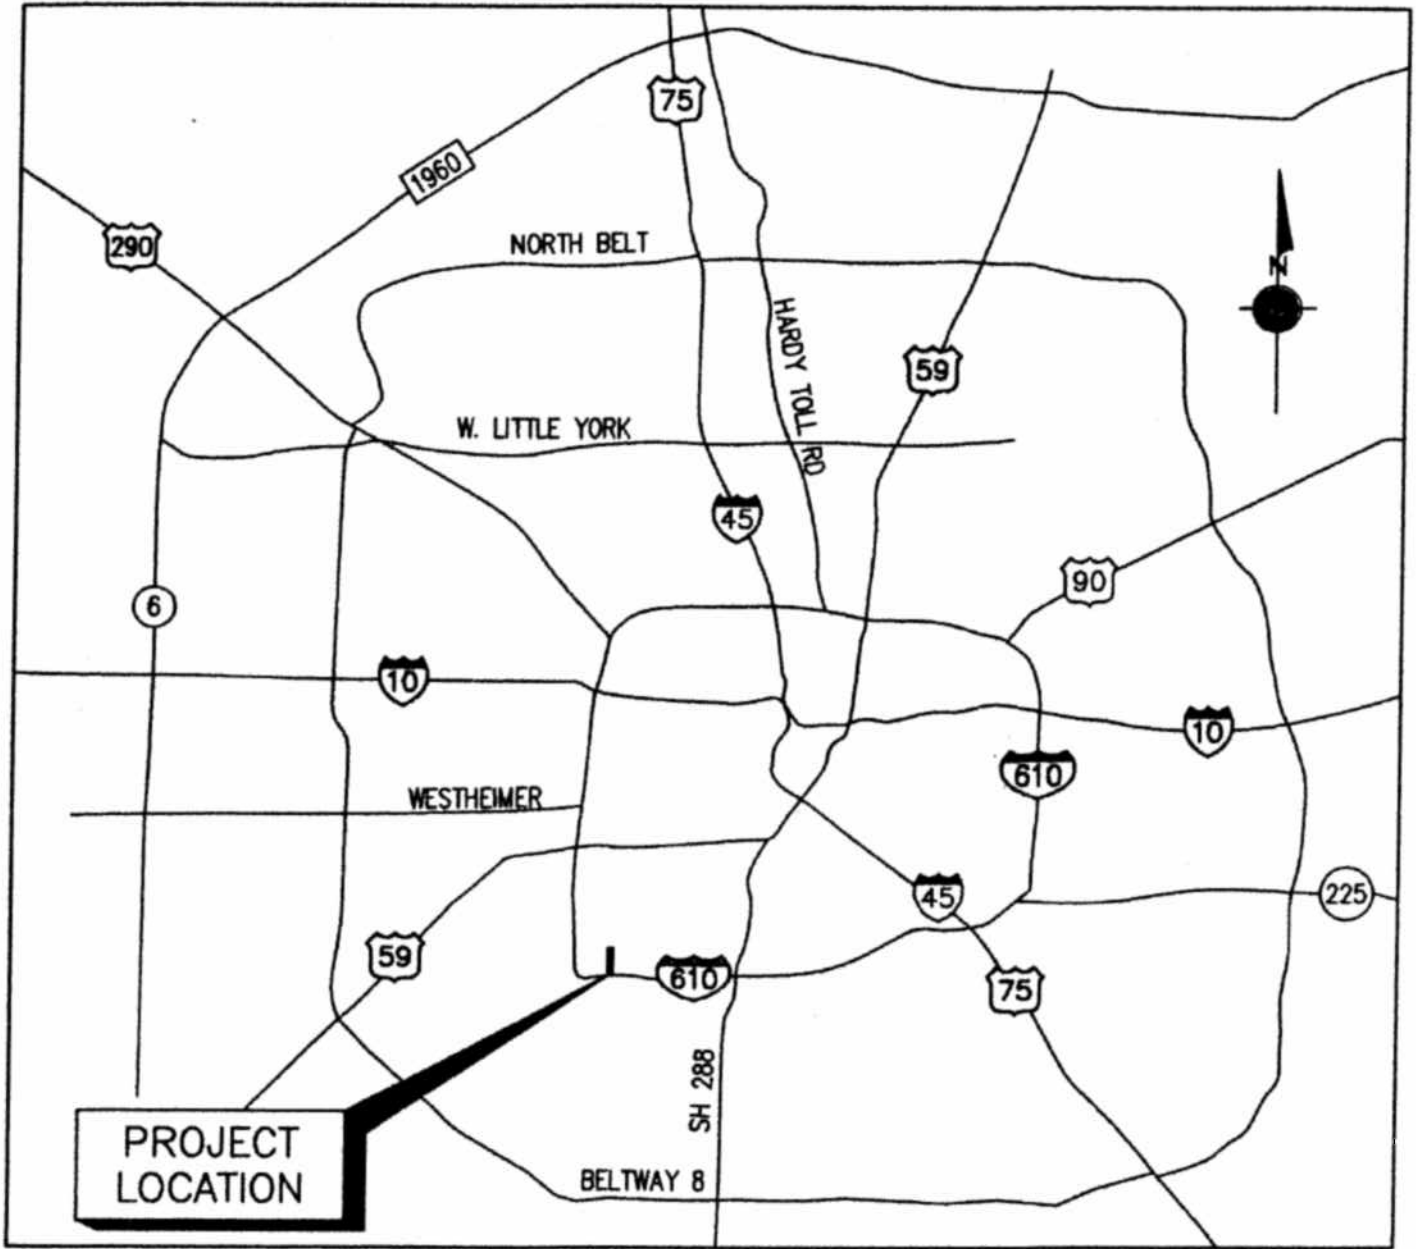 75
1960
290
NORTH BELT
N
HARDY TOLL RD
59
W. LITTLE YORK
45
90
6
10
10
610
WESTHEIMER
45
225
59
610
75
SH 288
PROJECT
LOCATION
BELTWAY 8